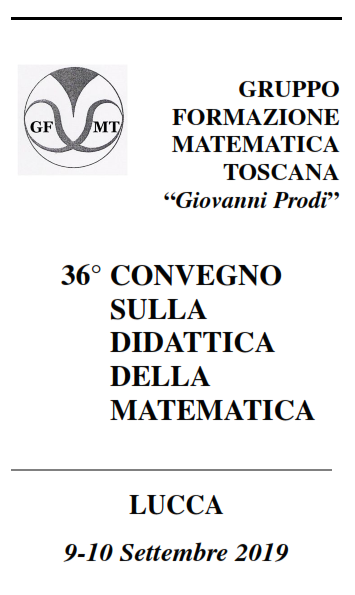 GF MT
GRUPPO
FORMAZIONE
MATEMATICA
TOSCANA
“Giovanni Prodi”
36° CONVEGNO
SULLA
DIDATTICA
DELLA
MATEMATICA
LUCCA
9-10 Settembre 2019